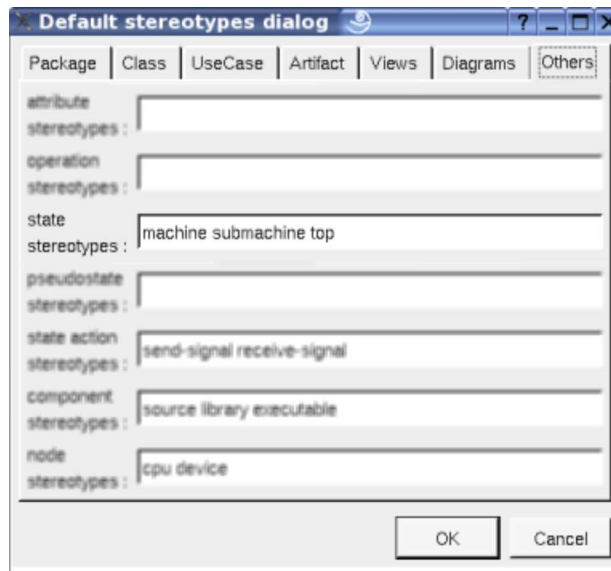 Default stereotypes dialog
Package Class UseCase Artifact Views Diagrams Others
attribute
stereotypes :
operation
stereotypes :
state
stereotypes :
machine submachine top
pseudostate
stereotypes :
state action
stereotypes :
send-signal receive-signal
component
stereotypes :
source library executable
node
stereotypes :
cpu device
OK Cancel